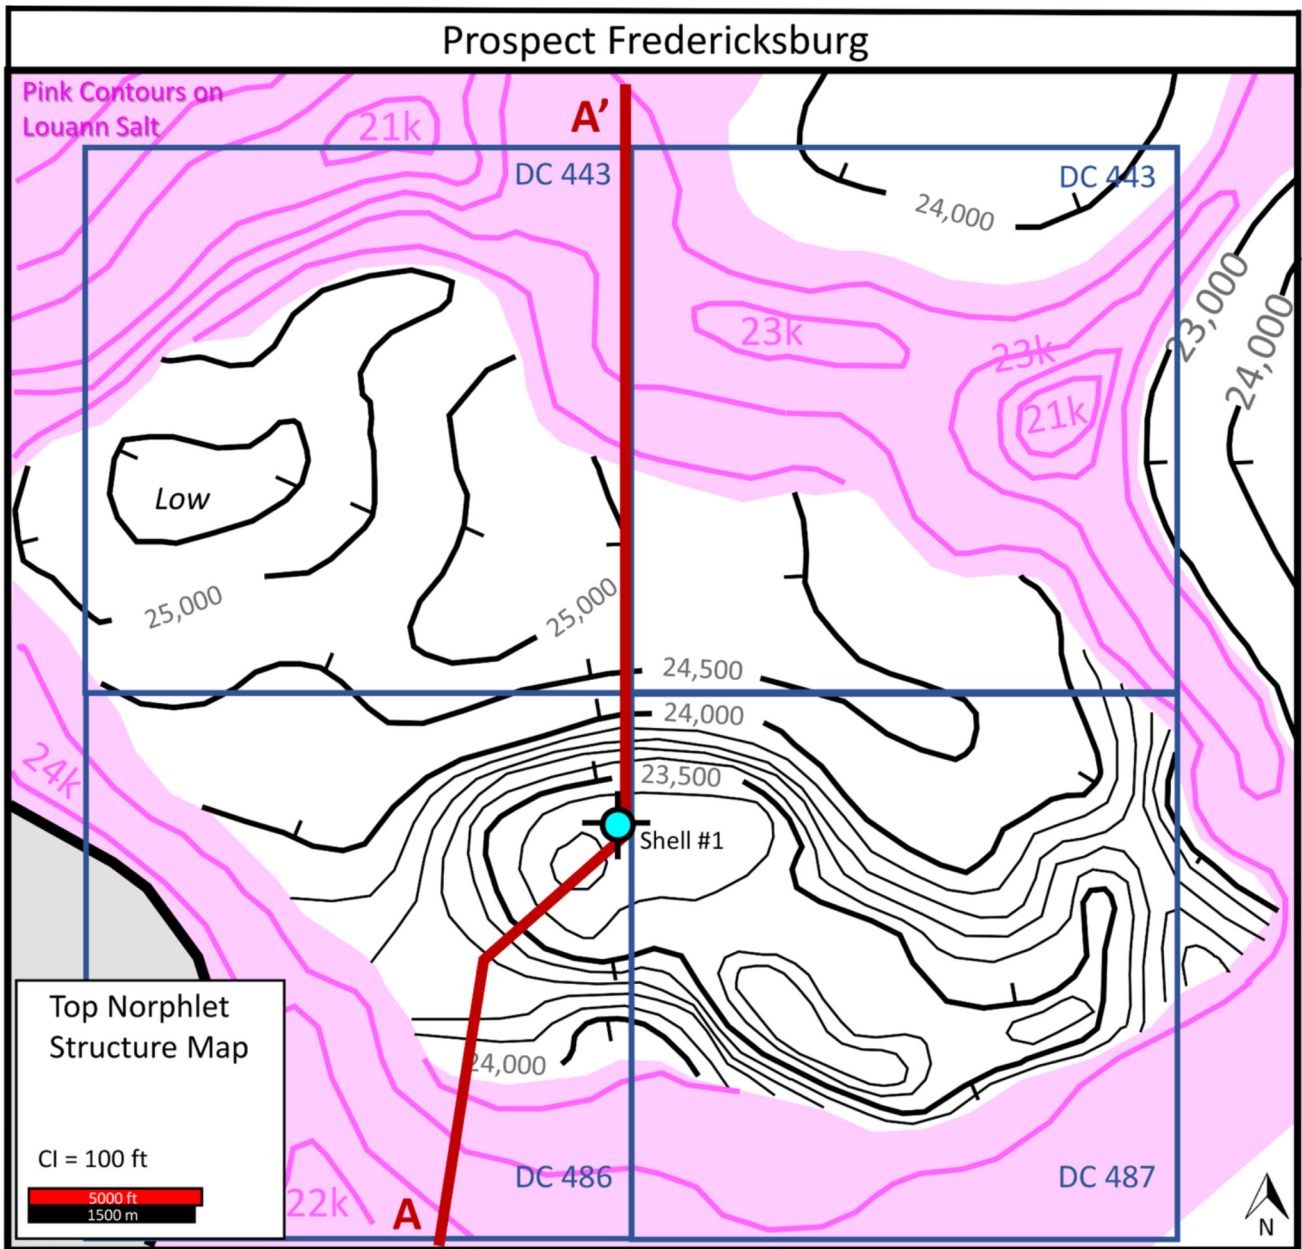 Prospect Fredericksburg
Pink Contours on
Louann Salt
21k
A’
DC 443
DC 443
24,000
23,000
24,000
23k
23k
21k
Low
25,000
25,000
24,500
24,000
23,500
24k
Shell #1
Top Norphlet
Structure Map
24,000
CI = 100 ft
5000 ft
1500 m
22k
A
DC 486
DC 487
N